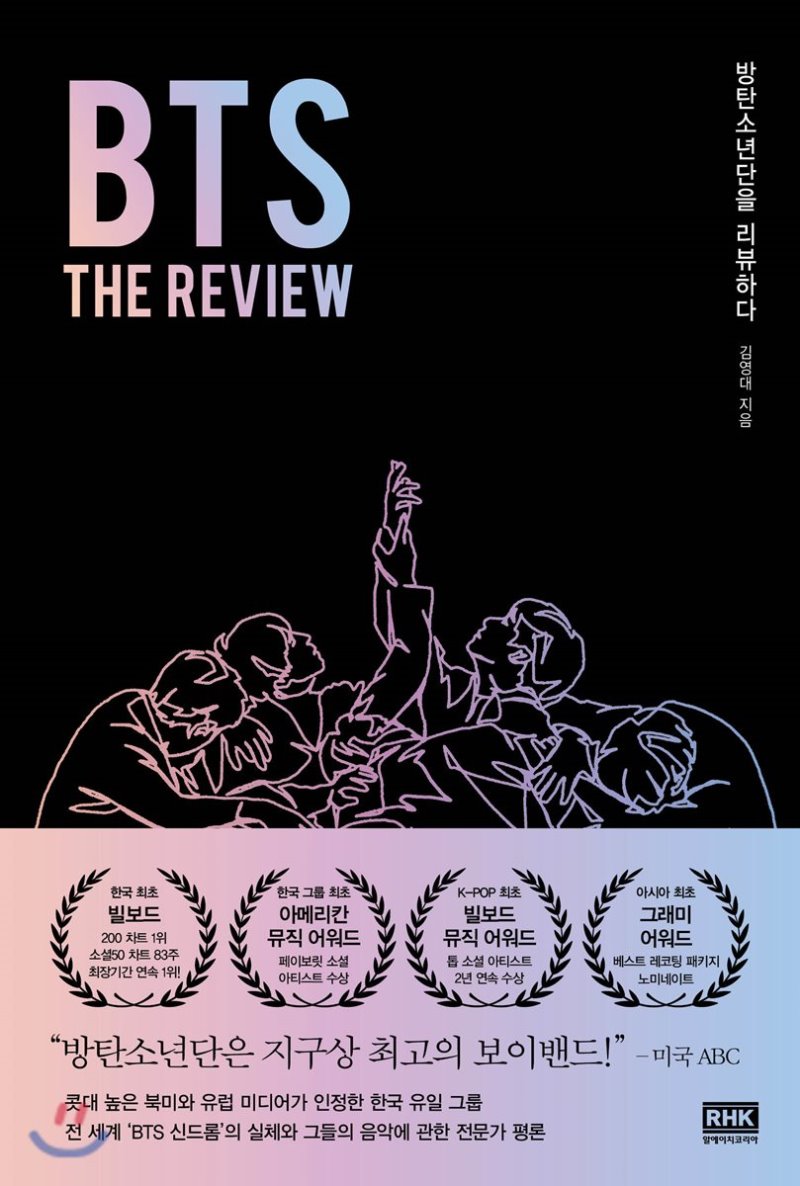 BTS
THE REVIEW
방탄소년단을 리뷰하다
김영대 지음
한국 최초
빌보드
200 차트 1위
소셜50 차트 83주
최장기간 연속 1위!
한국 그룹 최초
아메리칸
뮤직 어워드
페이보릿 소셜
아티스트 수상
K-POP 최초
빌보드
뮤직 어워드
톱 소셜 아티스트
2년 연속 수상
아시아 최초
그래미
어워드
베스트 레코팅 패키지
노미네이트
“방탄소년단은 지구상 최고의 보이밴드!” – 미국 ABC
콧대 높은 북미와 유럽 미디어가 인정한 한국 유일 그룹
전 세계 ‘BTS 신드롬’의 실체와 그들의 음악에 관한 전문가 평론
RHK
알에이치코리아